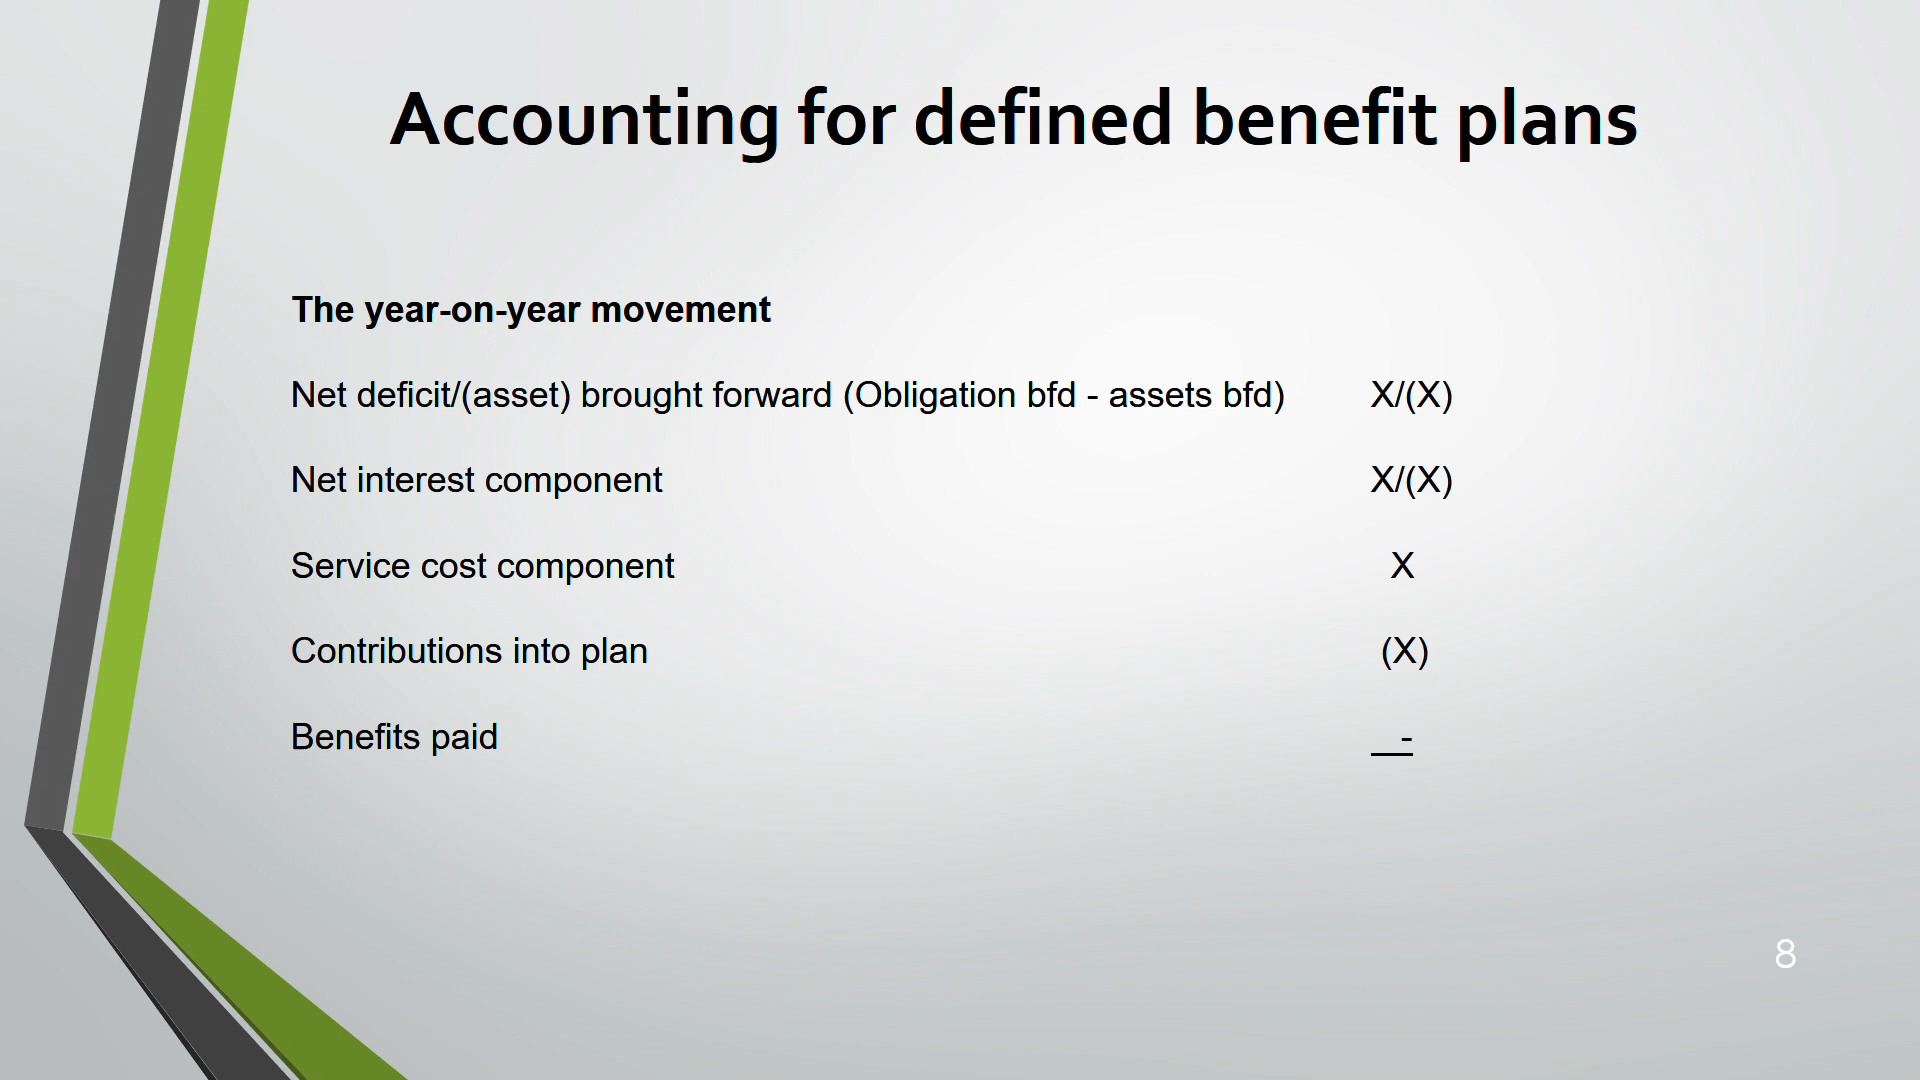 Accounting for defined benefit plans
The year-on-year movement
Net deficit/(asset) brought forward (Obligation bfd - assets bfd) X/(X)
Net interest component X/(X)
Service cost component X
Contributions into plan (X)
Benefits paid -
8